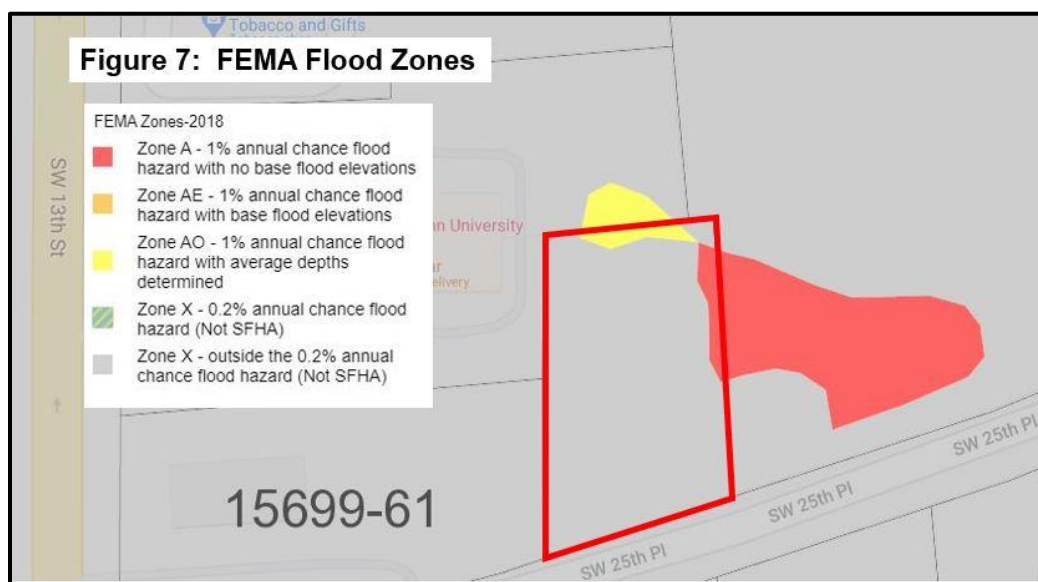 Tobacco and Gifts
Figure 7: FEMA Flood Zones
FEMA Zones-2018
Zone A - 1% annual chance flood
hazard with no base flood elevations
Zone AE - 1% annual chance flood
hazard with base flood elevations
Zone AO - 1% annual chance flood
hazard with average depths
determined
Zone X - 0.2% annual chance flood
hazard (Not SFHA)
Zone X - outside the 0.2% annual
chance flood hazard (Not SFHA)
SW 13th St
University
15699-61
SW 25th Pl
SW 25th Pl
SW 25th Pl